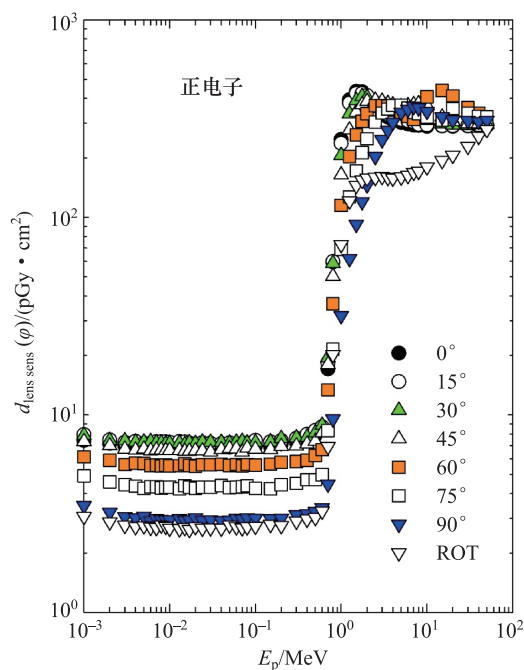 正电子
10³
10²
10¹
10⁰
d_lens sens (φ)/(pGy • cm²)
0°
15°
30°
45°
60°
75°
90°
ROT
10⁻³ 10⁻² 10⁻¹ 10⁰ 10¹ 10²
E_p/MeV